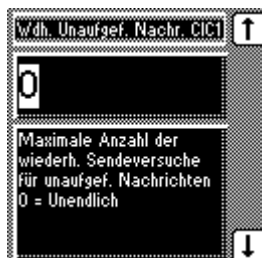 Wdh. Unaufgef. Nachr. CIC1
0
Maximale Anzahl der
wiederh. Sendeversuche
für unaufgef. Nachrichten
0 = Unendlich